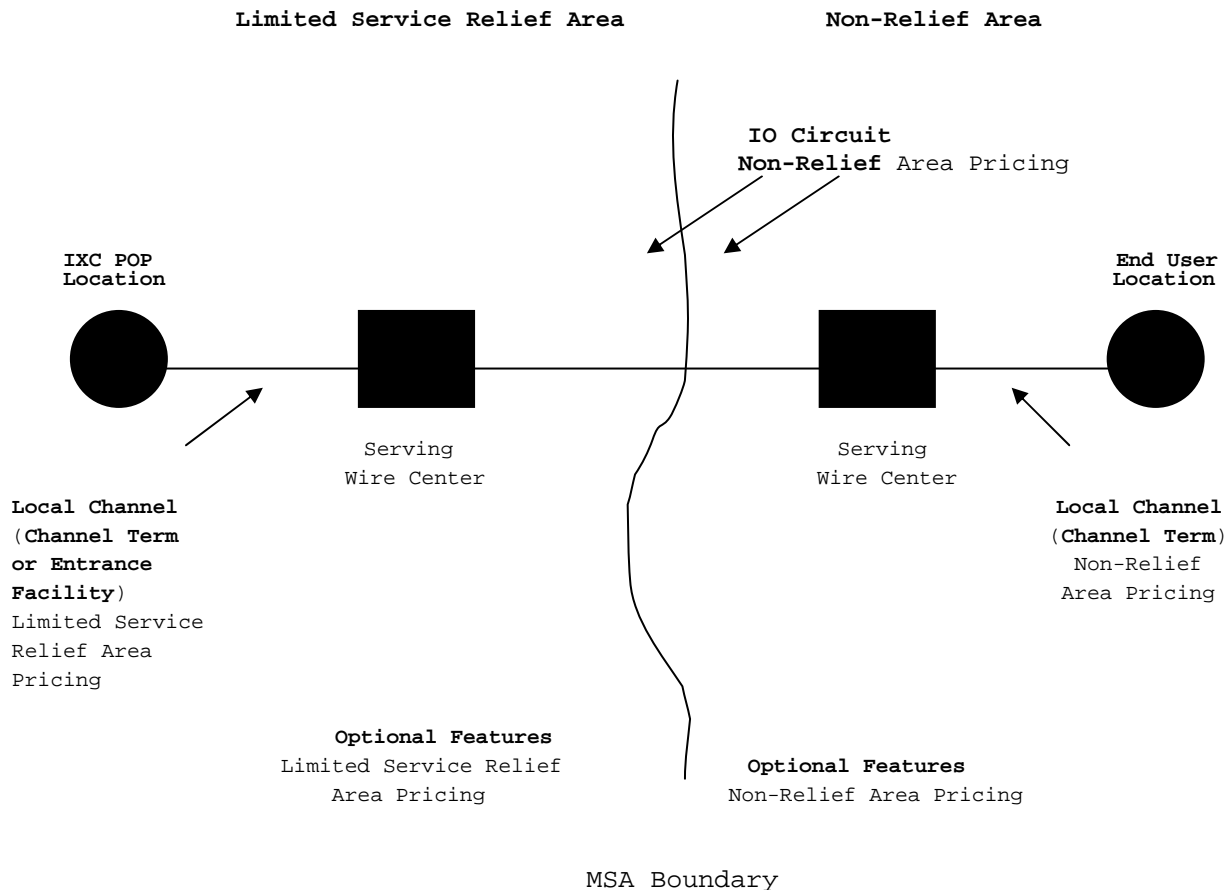 Limited Service Relief Area
Non-Relief Area
IO Circuit
Non-Relief Area Pricing
IXC POP
Location
End User
Location
Serving
Wire Center
Serving
Wire Center
Local Channel
(Channel Term
or Entrance
Facility)
Limited Service
Relief Area
Pricing
Local Channel
(Channel Term)
Non-Relief
Area Pricing
Optional Features
Limited Service Relief
Area Pricing
Optional Features
Non-Relief Area Pricing
MSA Boundary